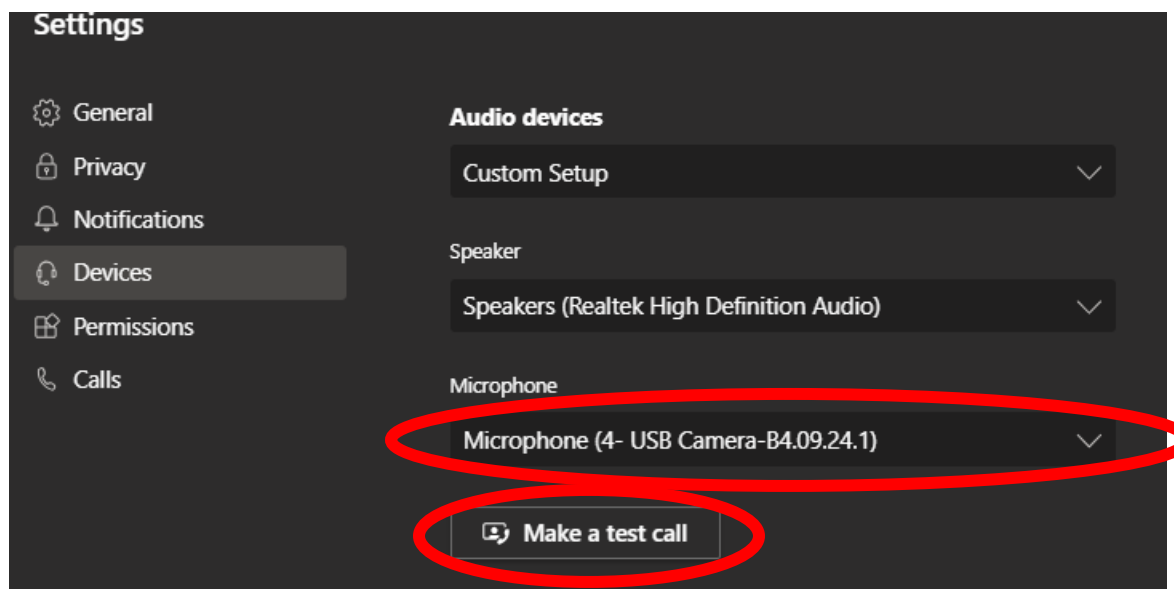 Settings
General
Privacy
Notifications
Devices
Permissions
Calls
Audio devices
Custom Setup
Speaker
Speakers (Realtek High Definition Audio)
Microphone
Microphone (4- USB Camera-B4.09.24.1)
Make a test call